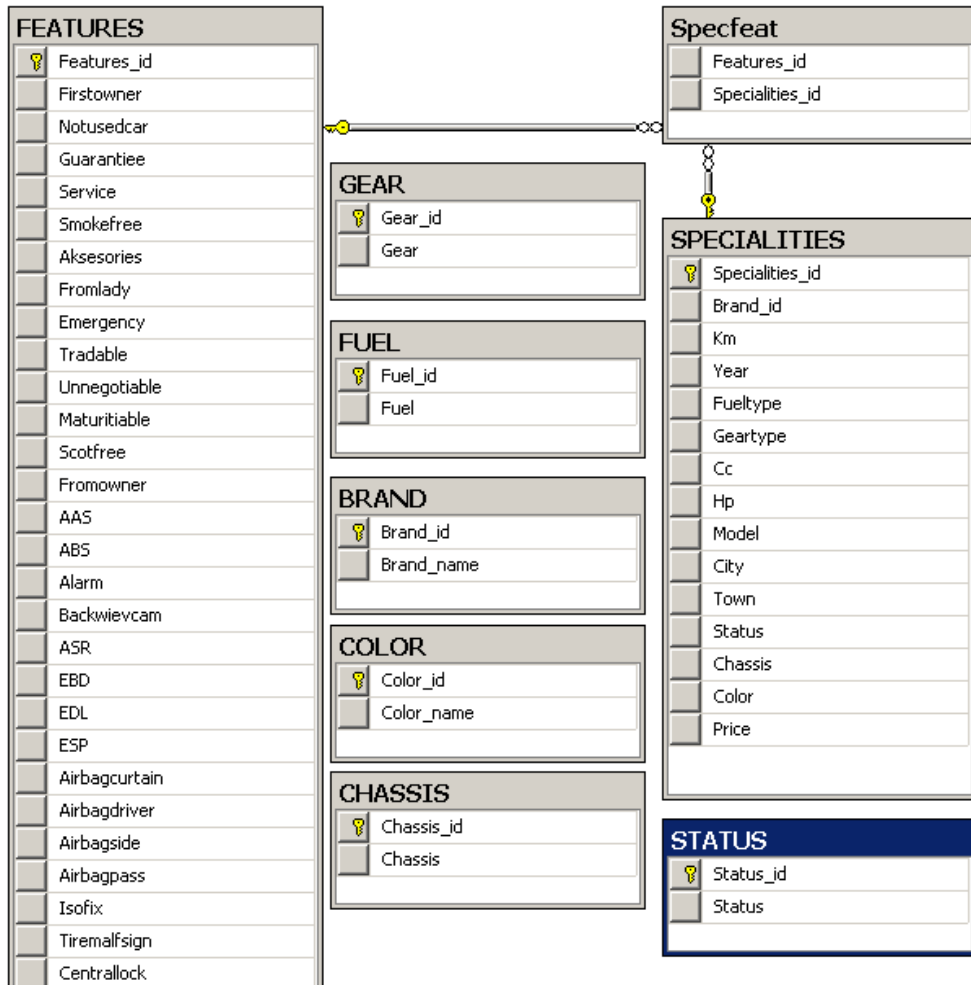 FEATURES
Features_id
Firstowner
Notusedcar
Guarantiee
Service
Smokefree
Aksesories
Fromlady
Emergency
Tradable
Unnegotiable
Maturitiable
Scotfree
Fromowner
AAS
ABS
Alarm
Backwievcam
ASR
EBD
EDL
ESP
Airbagcurtain
Airbagdriver
Airbagside
Airbagpass
Isofix
Tiremalfsign
Centrallock
GEAR
Gear_id
Gear
FUEL
Fuel_id
Fuel
BRAND
Brand_id
Brand_name
COLOR
Color_id
Color_name
CHASSIS
Chassis_id
Chassis
Specfeat
Features_id
Specialities_id
SPECIALITIES
Specialities_id
Brand_id
Km
Year
Fueltype
Geartype
Cc
Hp
Model
City
Town
Status
Chassis
Color
Price
STATUS
Status_id
Status